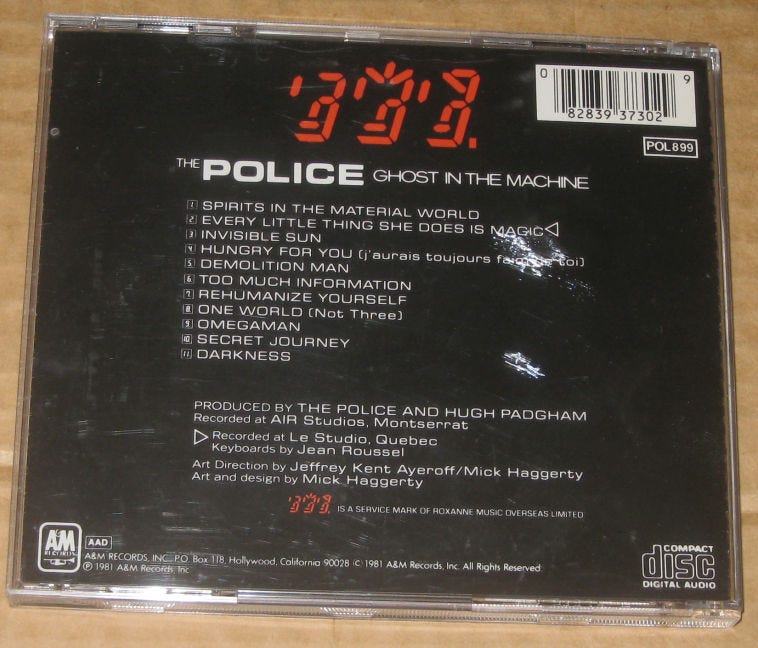 0 82839 37302 9
POL899
THE POLICE GHOST IN THE MACHINE
1 SPIRITS IN THE MATERIAL WORLD
2 EVERY LITTLE THING SHE DOES IS MAGIC
3 INVISIBLE SUN
4 HUNGRY FOR YOU (j'aurais toujours faim de toi)
5 DEMOLITION MAN
6 TOO MUCH INFORMATION
7 REHUMANIZE YOURSELF
8 ONE WORLD (Not Three)
9 OMEGAMAN
10 SECRET JOURNEY
11 DARKNESS
PRODUCED BY THE POLICE AND HUGH PADGHAM
Recorded at AIR Studios, Montserrat
Recorded at Le Studio, Quebec
Keyboards by Jean Roussel
Art Direction by Jeffrey Kent Ayeroff/Mick Haggerty
Art and design by Mick Haggerty
IS A SERVICE MARK OF ROXANNE MUSIC OVERSEAS LIMITED
A&M RECORDS
AAD
A&M RECORDS, INC. P.O. Box 118, Hollywood, California 90028 © 1981 A&M Records, Inc. All Rights Reserved.
℗ 1981 A&M Records, Inc
COMPACT
disc
DIGITAL AUDIO